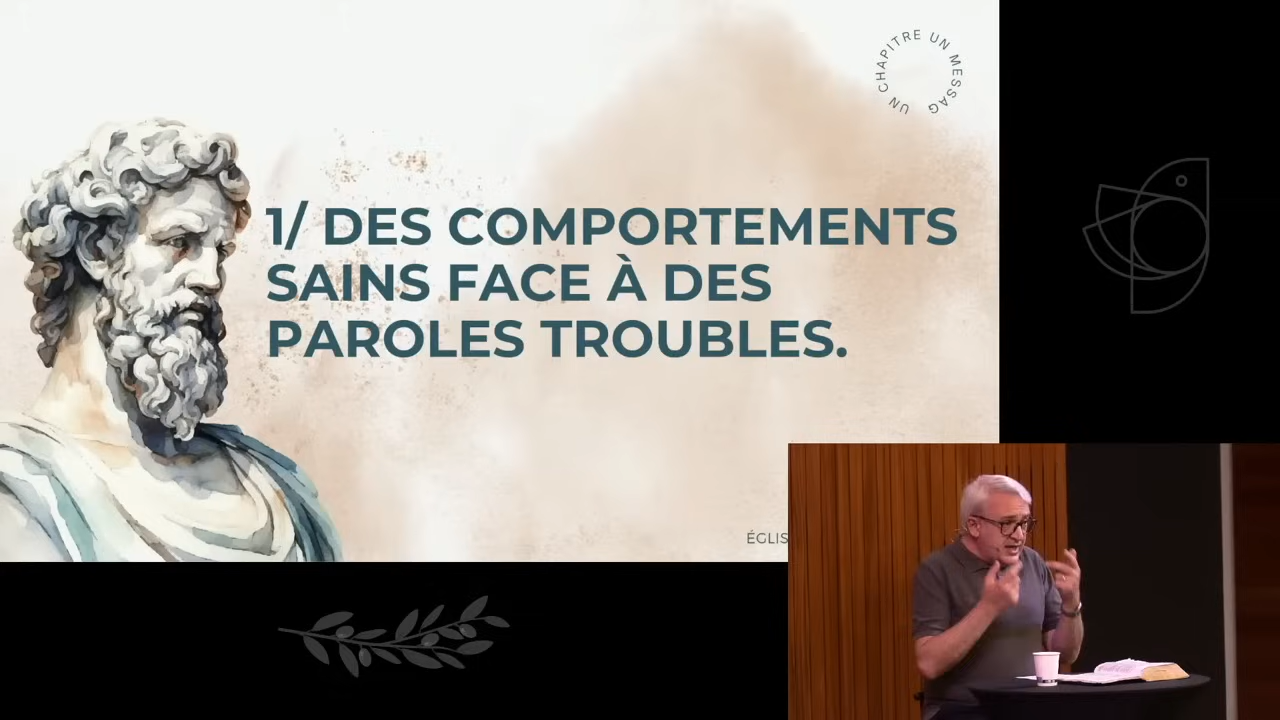 UN CHAPITRE UN MESSAG
1/ DES COMPORTEMENTS
SAINS FACE À DES
PAROLES TROUBLES.
ÉGLIS